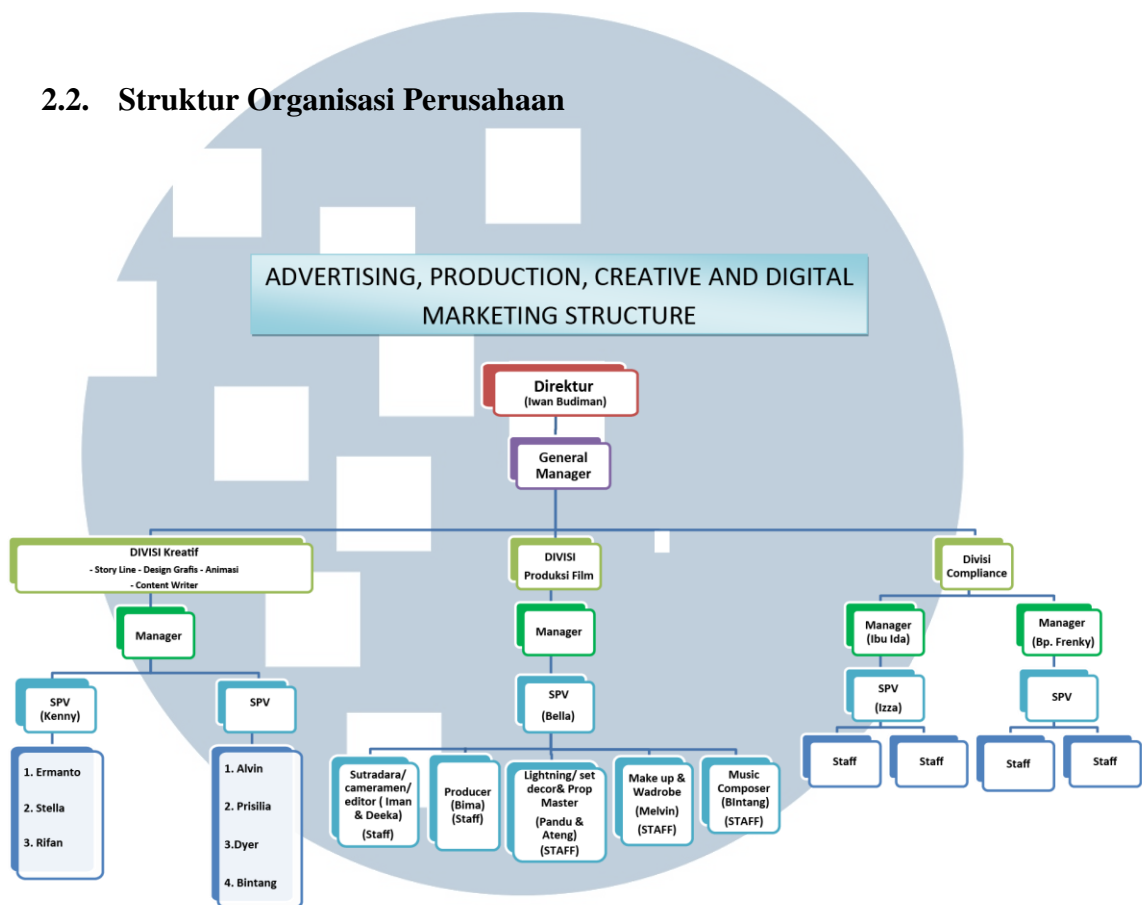 2.2. Struktur Organisasi Perusahaan
ADVERTISING, PRODUCTION, CREATIVE AND DIGITAL
MARKETING STRUCTURE
Direktur
(Iwan Budiman)
General
Manager
DIVISI Kreatif
- Story Line - Design Grafis - Animasi
- Content Writer
Manager
SPV
(Kenny)
1. Ermanto
2. Stella
3. Rifan
SPV
1. Alvin
2. Prisilia
3.Dyer
4. Bintang
DIVISI
Produksi Film
Manager
SPV
(Bella)
Sutradara/
cameramen/
editor ( Iman
& Deeka)
(Staff)
Producer
(Bima)
(Staff)
Lightning/ set
decor& Prop
Master
(Pandu &
Ateng)
(STAFF)
Make up &
Wadrobe
(Melvin)
(STAFF)
Music
Composer
(BIntang)
(STAFF)
Divisi
Compliance
Manager
(Ibu Ida)
SPV
(Izza)
Staff
Staff
Manager
(Bp. Frenky)
SPV
Staff
Staff